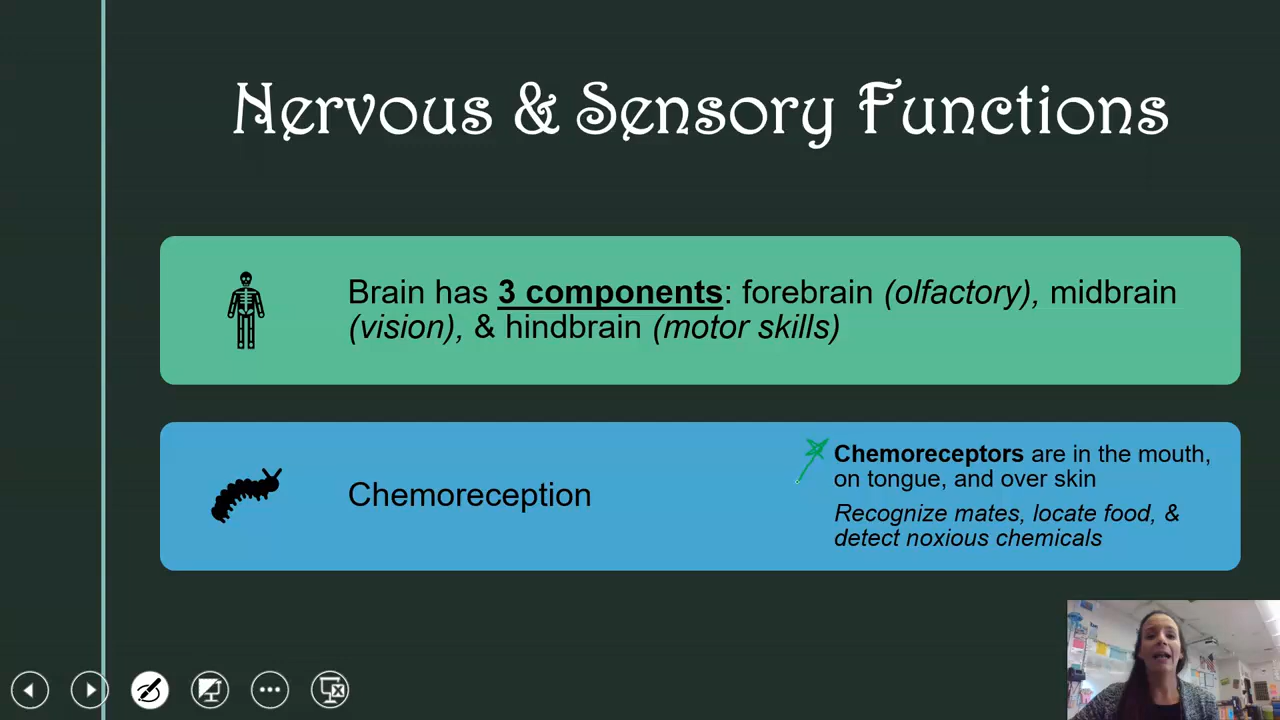 Nervous & Sensory Functions
Brain has 3 components: forebrain (olfactory), midbrain
(vision), & hindbrain (motor skills)
Chemoreception
Chemoreceptors are in the mouth,
on tongue, and over skin
Recognize mates, locate food, &
detect noxious chemicals